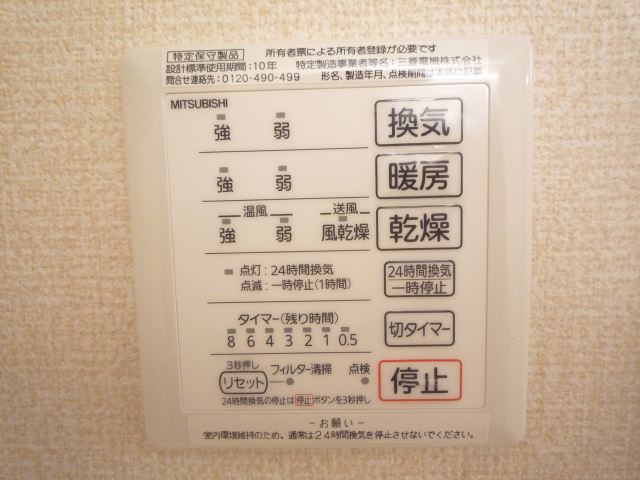 特定保守製品 所有者票による所有者登録が必要です
設計標準使用期間:10年 特定製造事業者等名:三菱電機株式会社
問合せ連絡先:0120-490-499 形名、製造年月、点検期間は本体に記載
MITSUBISHI
強 弱 換気
強 弱 暖房
温風 送風
強 弱 風乾燥 乾燥
点灯:24時間換気
点滅:一時停止(1時間)
24時間換気
一時停止
タイマー(残り時間)
8 6 4 3 2 1 0.5
切タイマー
3秒押し
リセット フィルター清掃 点検
停止
24時間換気の停止は停止ボタンを3秒押し
-お願い-
室内環境維持のため、通常は24時間換気を停止させないでください。